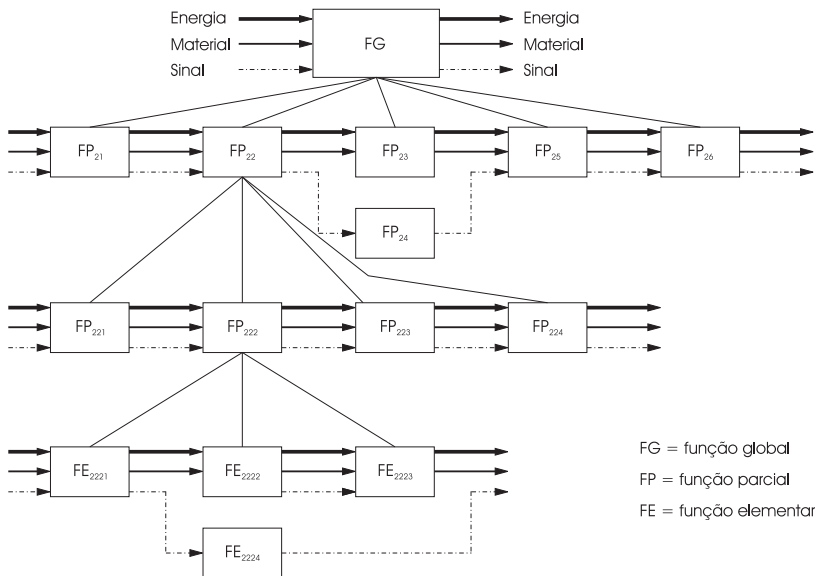 Energia
Material
Sinal
FG
Energia
Material
Sinal
FP21
FP22
FP23
FP25
FP26
FP24
FP221
FP222
FP223
FP224
FE2221
FE2222
FE2223
FE2224
FG = função global
FP = função parcial
FE = função elementar